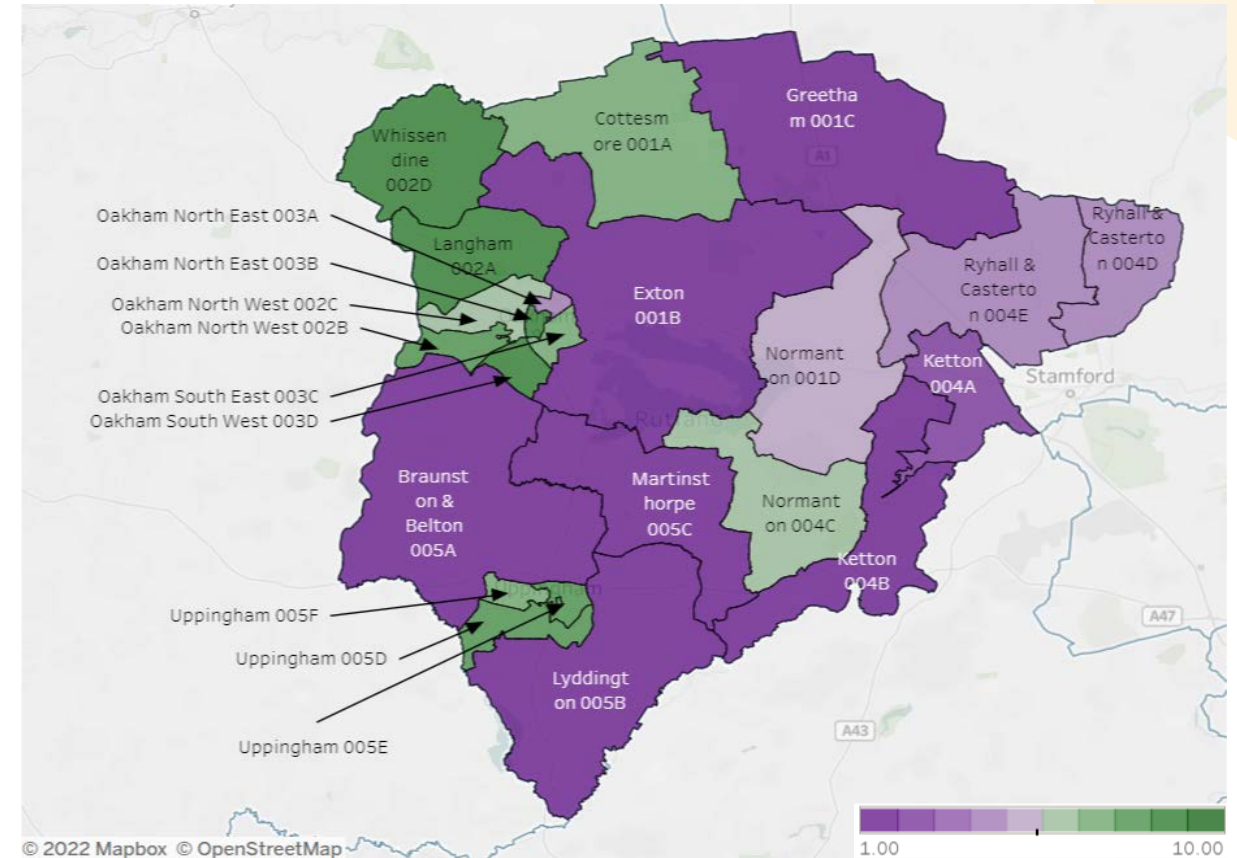 Greetha
m 001C
Cottesm
ore 001A
A1
Whissen
dine
002D
Oakham North East 003A
Langham
002A
Oakham North East 003B
Ryhall &
Casterto
n 004D
Ryhall &
Casterto
n 004E
Oakham North West 002C
Oakham North West 002B
Exton
001B
Normant
on 001D
Ketton
004A
Stamford
Oakham South East 003C
Oakham South West 003D
Rutland
Braunst
on &
Belton
005A
Martinst
horpe
005C
Normant
on 004C
Ketton
004B
Uppingham
Uppingham 005F
A47
Uppingham 005D
Lyddingt
on 005B
Uppingham 005E
A43
© 2022 Mapbox © OpenStreetMap
1.00
10.00